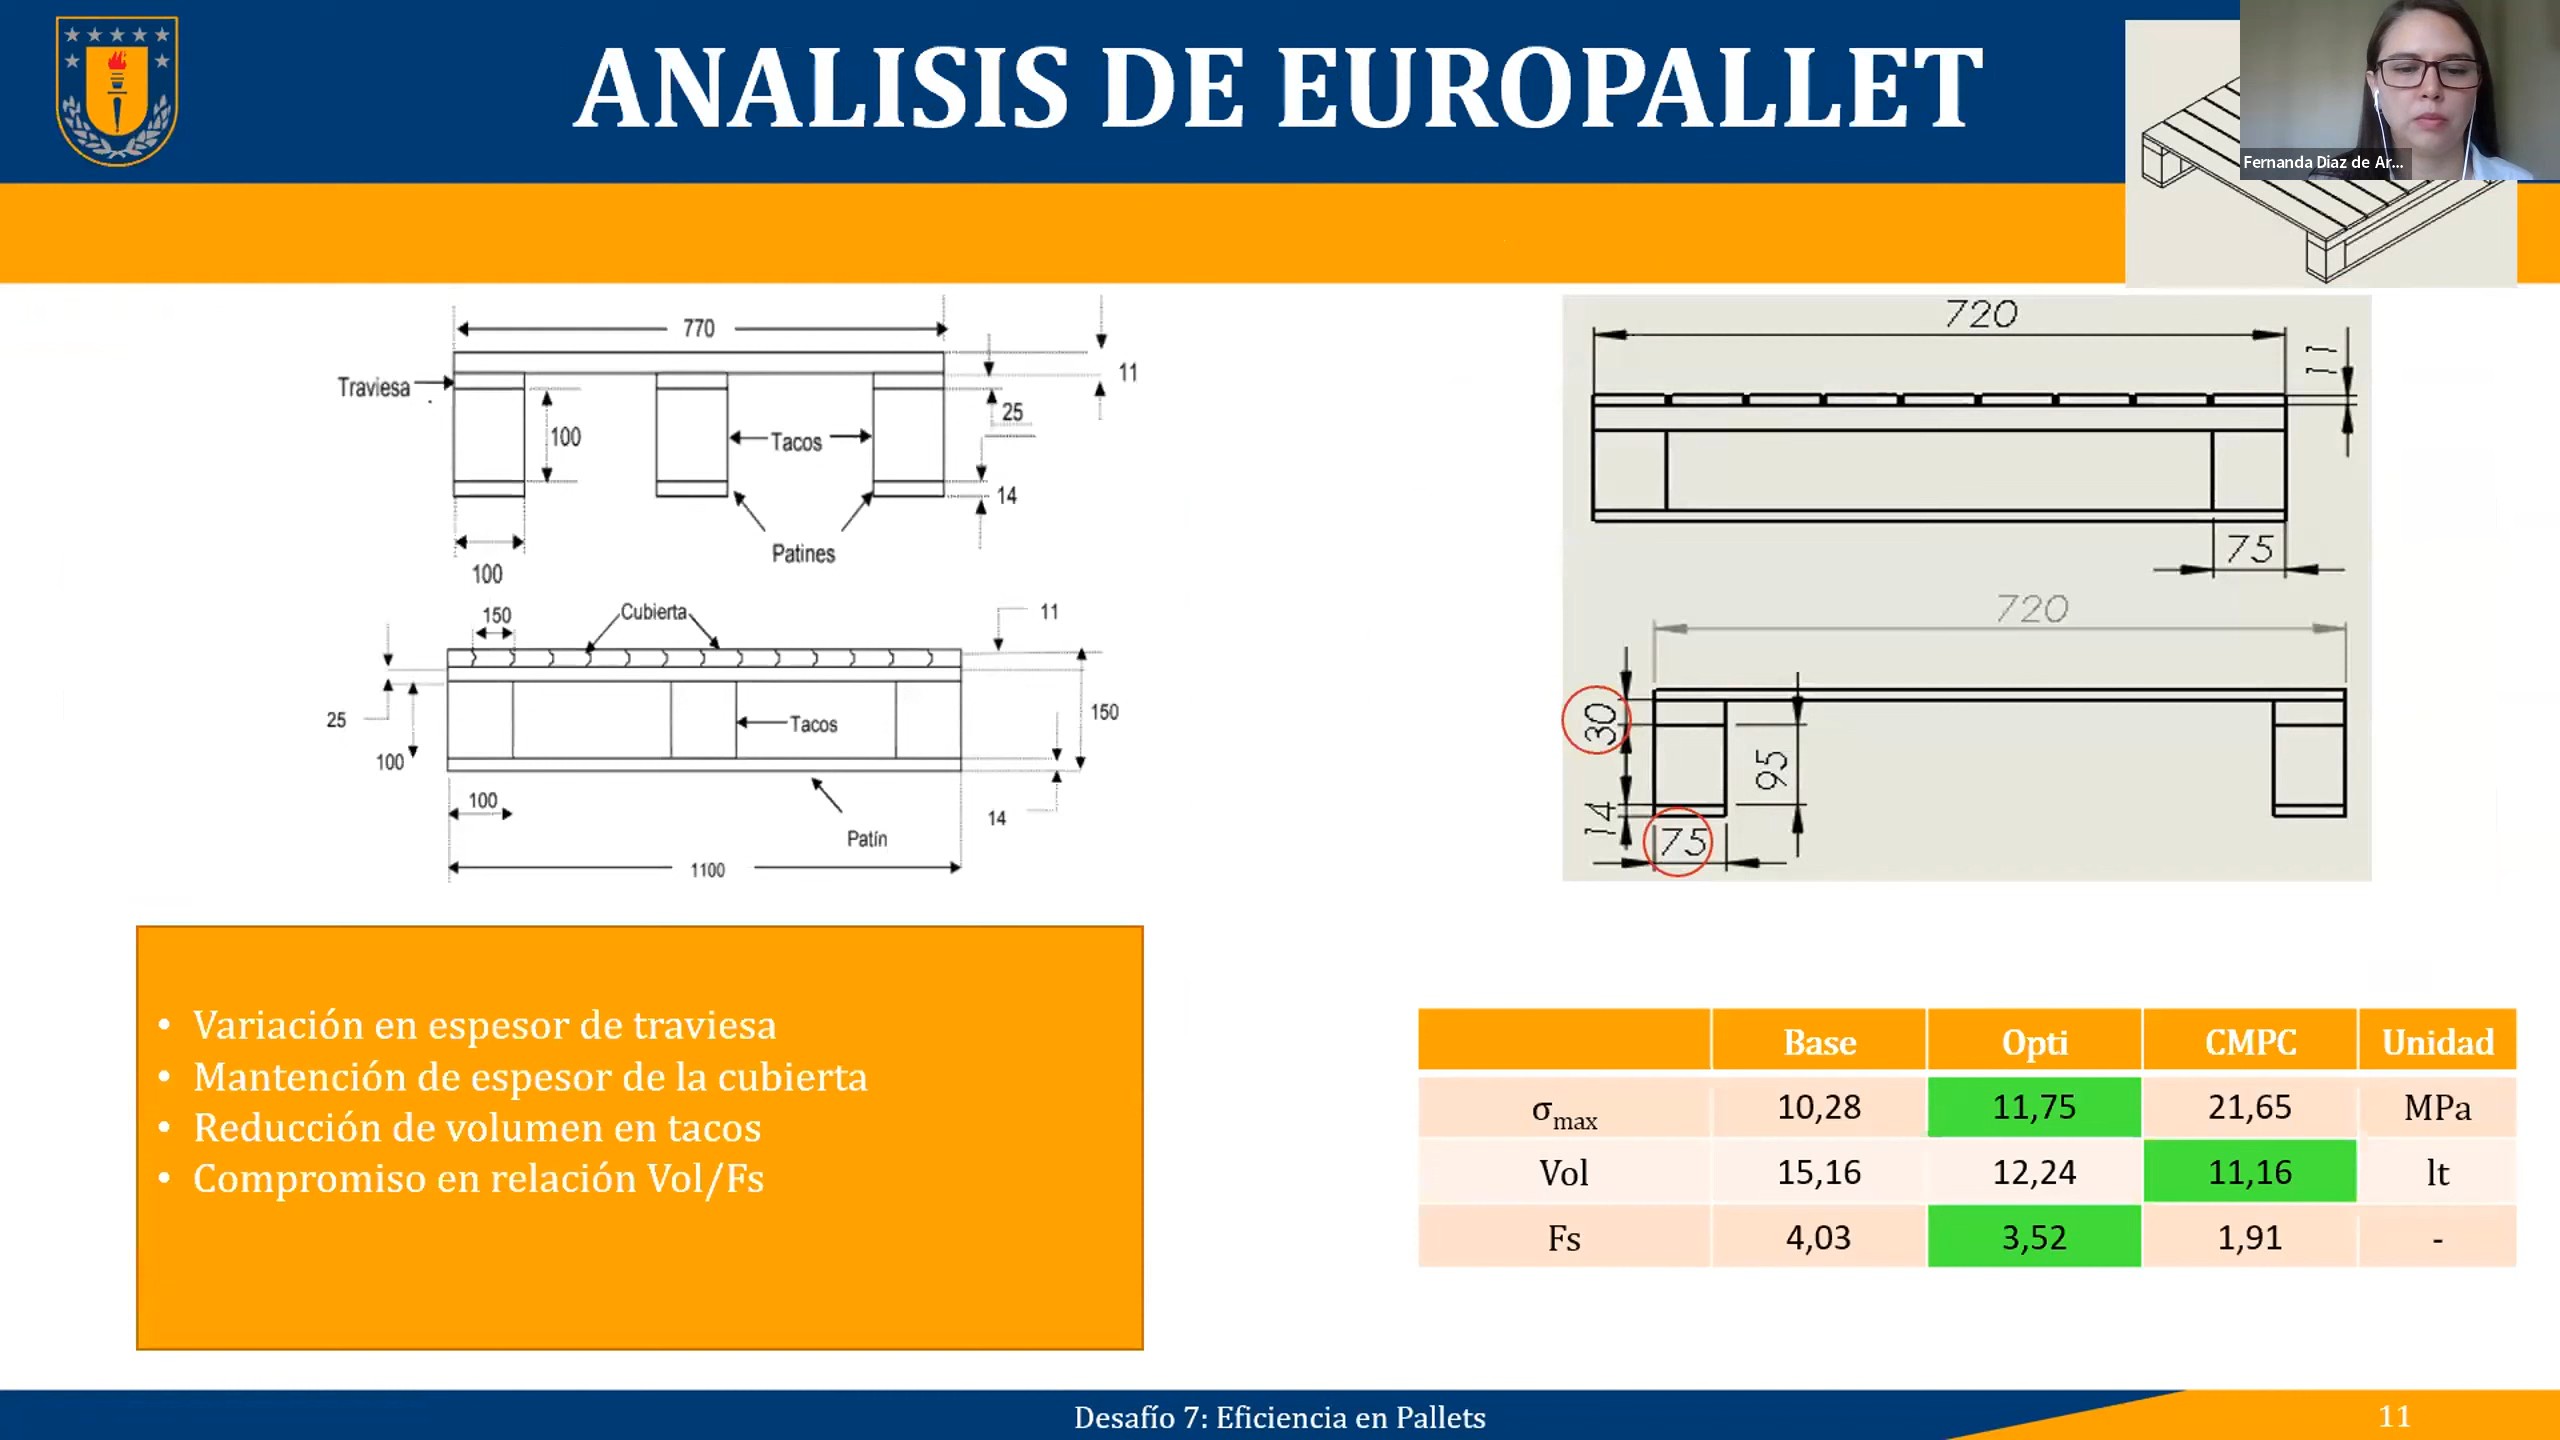 ANALISIS DE EUROPALLET
Fernanda Diaz de Ar...
770
11
Traviesa
25
100
Tacos
14
Patines
100
150
Cubierta
11
25
Tacos
150
100
100
14
Patín
1100
720
11
75
720
30
95
14
75
• Variación en espesor de traviesa
• Mantención de espesor de la cubierta
• Reducción de volumen en tacos
• Compromiso en relación Vol/Fs
Base Opti CMPC Unidad
σmax 10,28 11,75 21,65 MPa
Vol 15,16 12,24 11,16 lt
Fs 4,03 3,52 1,91 -
Desafío 7: Eficiencia en Pallets
11